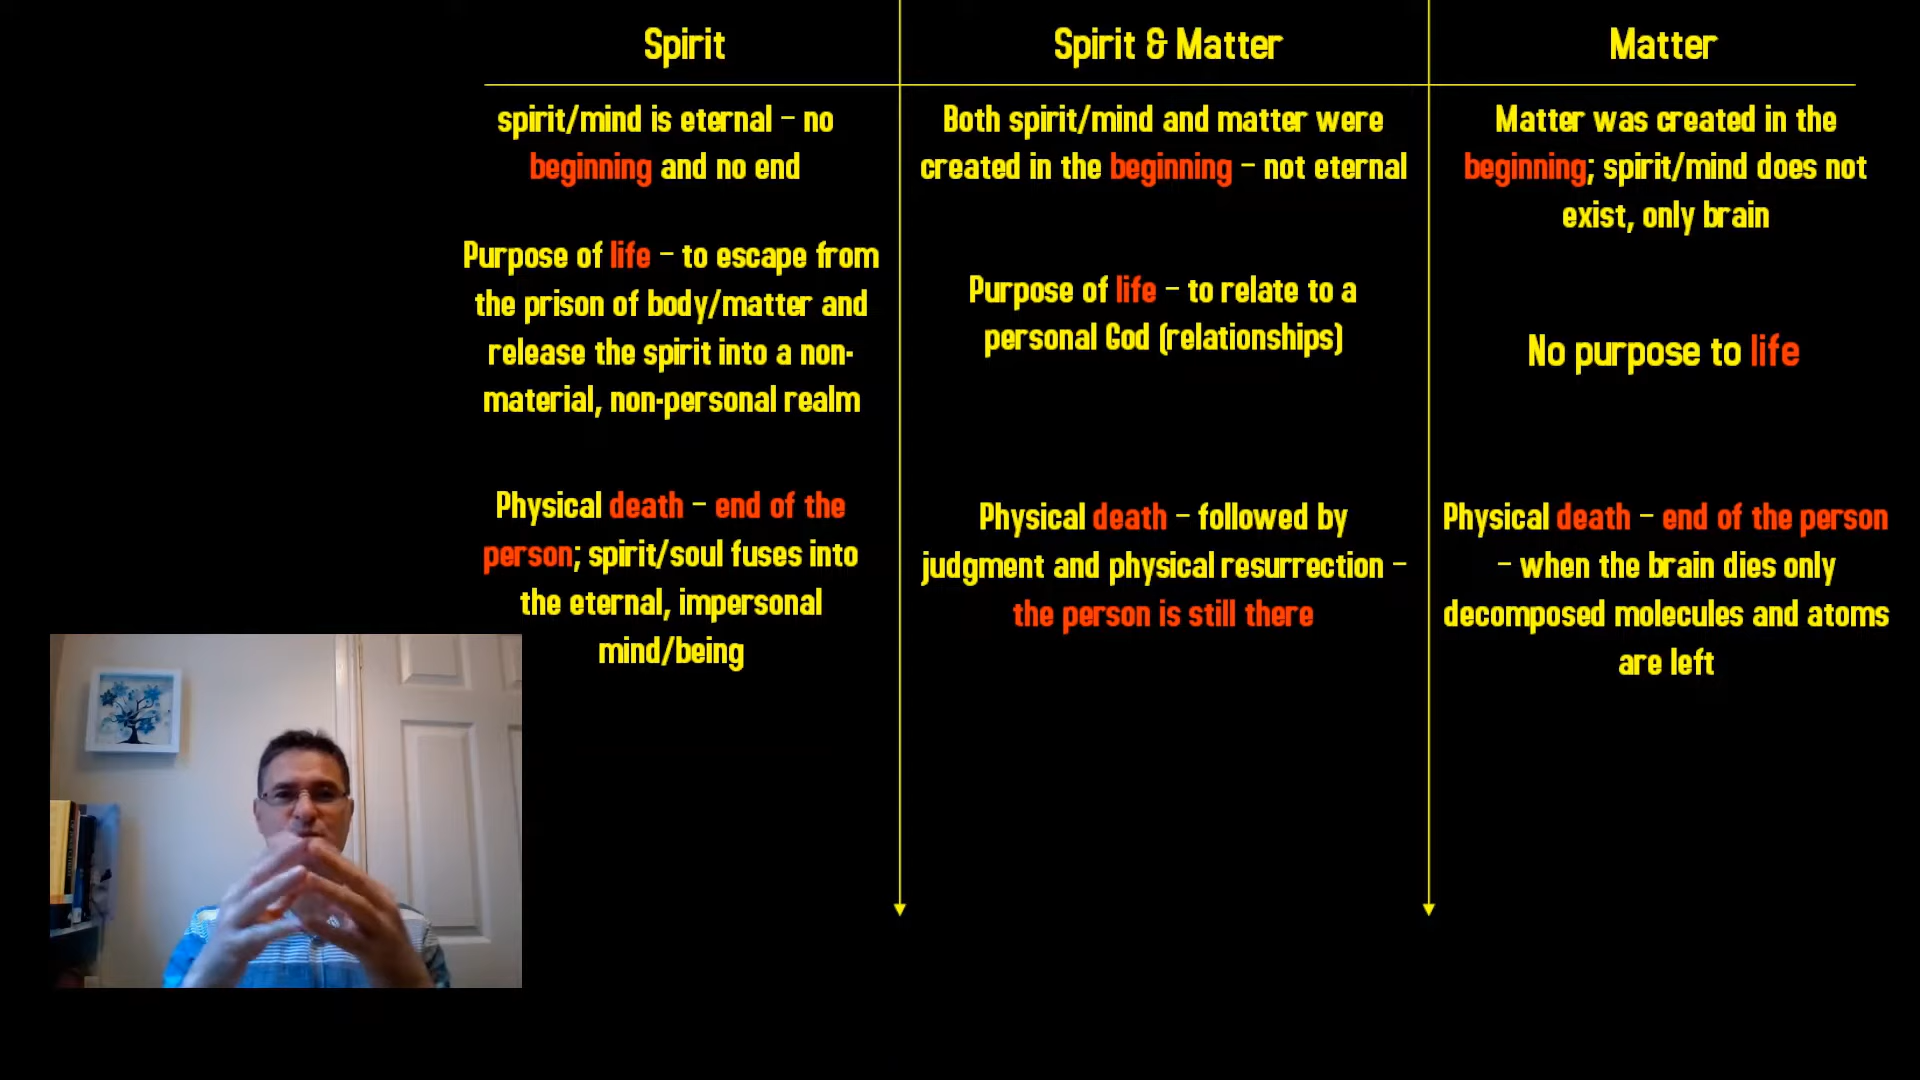 Spirit
spirit/mind is eternal – no
beginning and no end
Purpose of life – to escape from
the prison of body/matter and
release the spirit into a non-
material, non-personal realm
Physical death – end of the
person; spirit/soul fuses into
the eternal, impersonal
mind/being
Spirit & Matter
Both spirit/mind and matter were
created in the beginning – not eternal
Purpose of life – to relate to a
personal God (relationships)
Physical death – followed by
judgment and physical resurrection –
the person is still there
Matter
Matter was created in the
beginning; spirit/mind does not
exist, only brain
No purpose to life
Physical death – end of the person
– when the brain dies only
decomposed molecules and atoms
are left